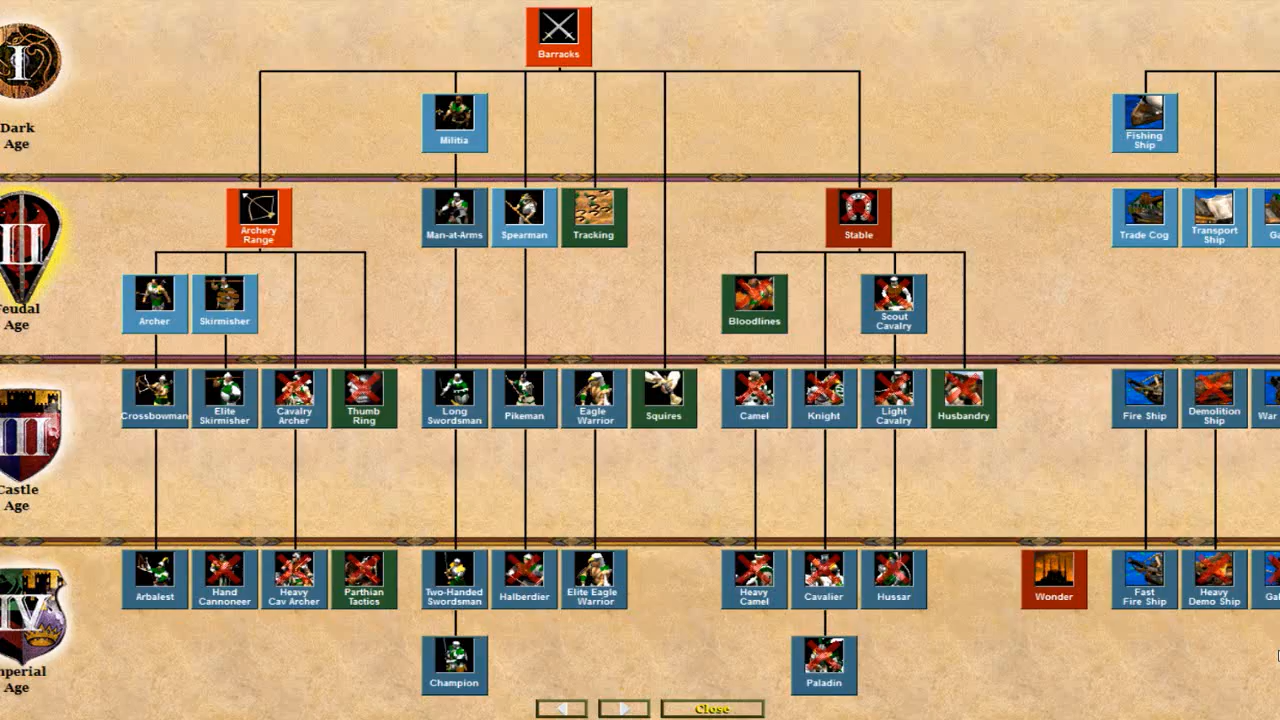 Barracks
I
Dark
Age
Militia
Fishing
Ship
II
Feudal
Age
Archery
Range
Man-at-Arms
Spearman
Tracking
Stable
Trade Cog
Transport
Ship
Archer
Skirmisher
Bloodlines
Scout
Cavalry
III
Castle
Age
Crossbowman
Elite
Skirmisher
Cavalry
Archer
Thumb
Ring
Long
Swordsman
Pikeman
Eagle
Warrior
Squires
Camel
Knight
Light
Cavalry
Husbandry
Fire Ship
Demolition
Ship
War
IV
Imperial
Age
Arbalest
Hand
Cannoneer
Heavy
Cav Archer
Parthian
Tactics
Two-Handed
Swordsman
Halberdier
Elite Eagle
Warrior
Heavy
Camel
Cavalier
Hussar
Wonder
Fast
Fire Ship
Heavy
Demo Ship
Champion
Paladin
Close